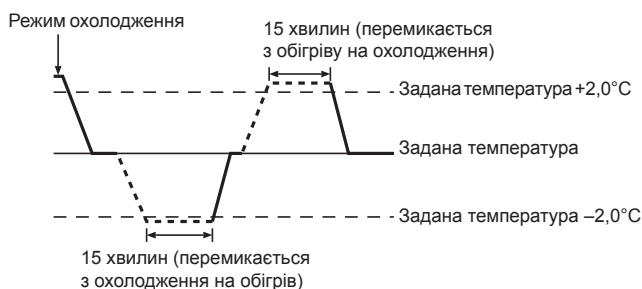 Режим охолодження
15 хвилин (перемикається
з обігріву на охолодження)
Задана температура +2,0°C
Задана температура
Задана температура –2,0°C
15 хвилин (перемикається
з охолодження на обігрів)